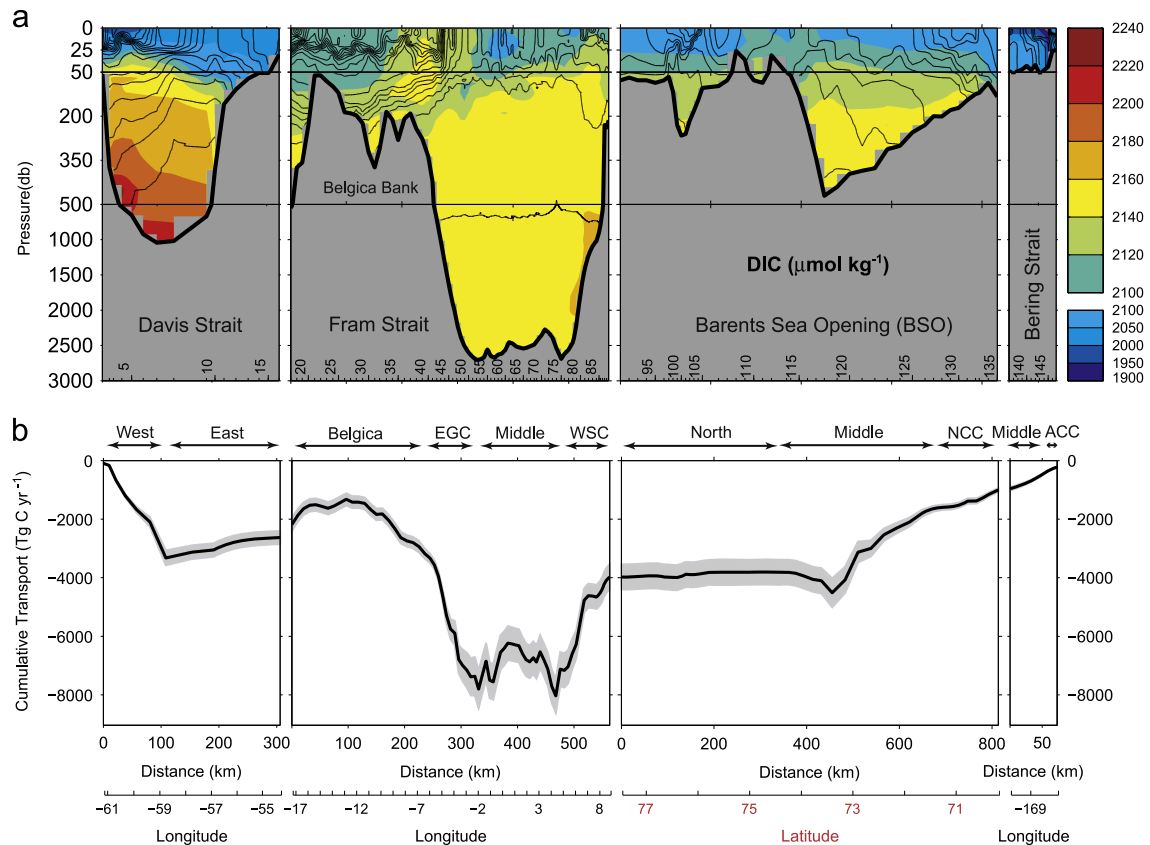 a
0
25
50
200
350
500
1000
1500
2000
2500
3000
Pressure(db)
Davis Strait
5 10 15
Belgica Bank
Fram Strait
20 25 30 35 40 45 50 55 60 65 70 75 80 85
DIC (μmol kg⁻¹)
Barents Sea Opening (BSO)
95 100 105 110 115 120 125 130 135
Bering Strait
140 145
2240
2220
2200
2180
2160
2140
2120
2100
2100
2050
2000
1950
1900
b
West East Belgica EGC Middle WSC North Middle NCC Middle ACC
0 0
−2000 −2000
−4000 −4000
−6000 −6000
−8000 −8000
Cumulative Transport (Tg C yr⁻¹)
0 100 200 300 0 100 200 300 400 500 0 200 400 600 800 50
Distance (km) Distance (km) Distance (km) Distance (km)
−61 −59 −57 −55 −17 −12 −7 −2 3 8 77 75 73 71 −169
Longitude Longitude Latitude Longitude